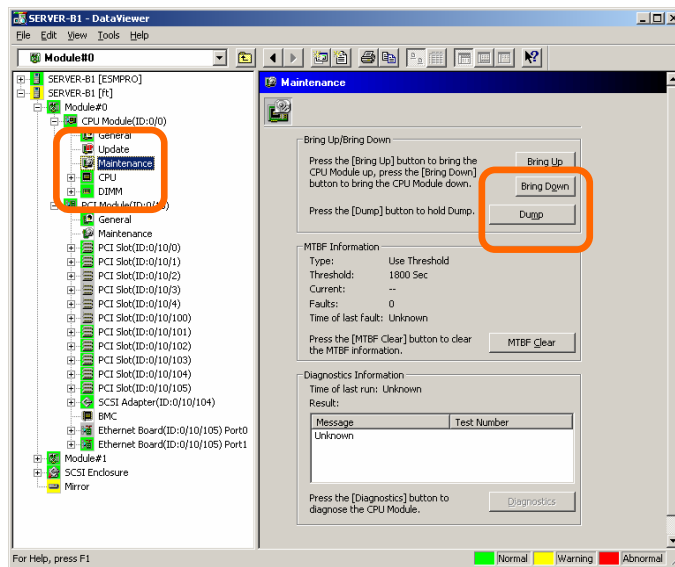 SERVER-B1 - DataViewer
File Edit View Tools Help
Module#0
SERVER-B1 [ESMPRO]
SERVER-B1 [ft]
Module#0
CPU Module(ID:0/0)
General
Update
Maintenance
CPU
DIMM
PCI Module(ID:0/10)
General
Maintenance
PCI Slot(ID:0/10/0)
PCI Slot(ID:0/10/1)
PCI Slot(ID:0/10/2)
PCI Slot(ID:0/10/3)
PCI Slot(ID:0/10/4)
PCI Slot(ID:0/10/100)
PCI Slot(ID:0/10/101)
PCI Slot(ID:0/10/102)
PCI Slot(ID:0/10/103)
PCI Slot(ID:0/10/104)
PCI Slot(ID:0/10/105)
SCSI Adapter(ID:0/10/104)
BMC
Ethernet Board(ID:0/10/105) Port0
Ethernet Board(ID:0/10/105) Port1
Module#1
SCSI Enclosure
Mirror
Maintenance
Bring Up/Bring Down
Press the [Bring Up] button to bring the
CPU Module up, press the [Bring Down]
button to bring the CPU Module down.
Bring Up
Bring Down
Press the [Dump] button to hold Dump.
Dump
MTBF Information
Type: Use Threshold
Threshold: 1800 Sec
Current: --
Faults: 0
Time of last fault: Unknown
Press the [MTBF Clear] button to clear
the MTBF information.
MTBF Clear
Diagnostics Information
Time of last run: Unknown
Result:
Message Test Number
Unknown
Press the [Diagnostics] button to
diagnose the CPU Module.
Diagnostics
For Help, press F1
Normal Warning Abnormal